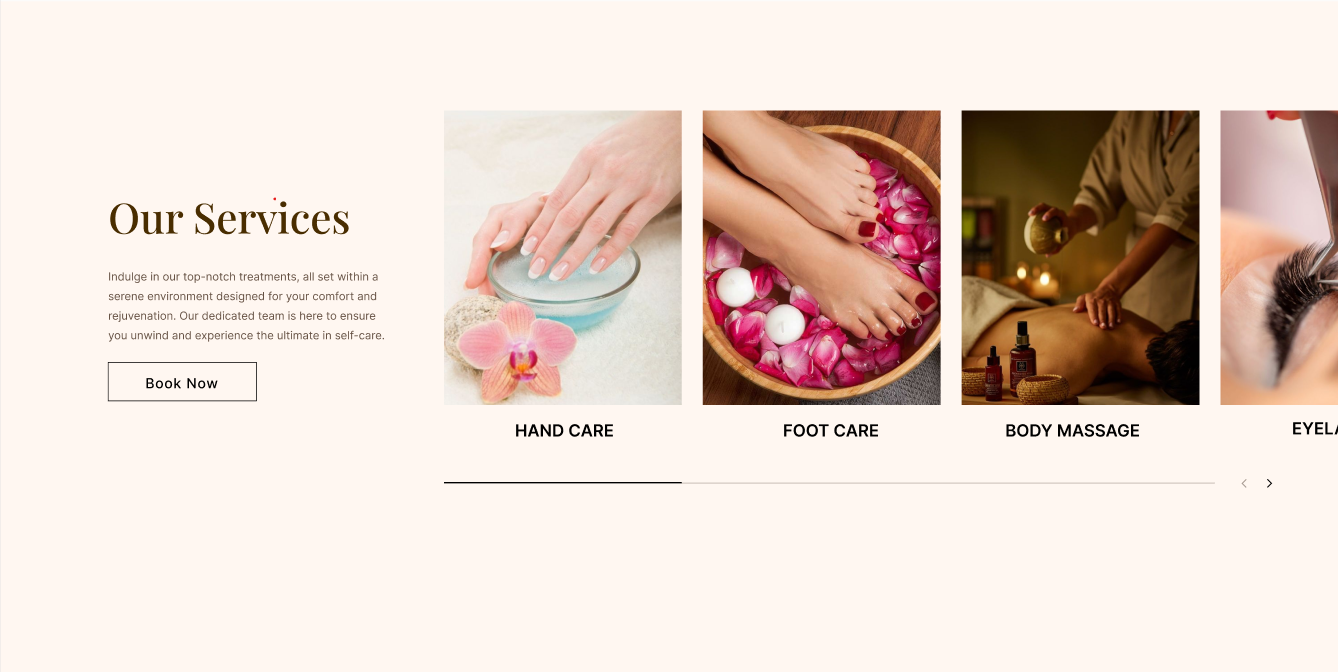 Our Services
Indulge in our top-notch treatments, all set within a
serene environment designed for your comfort and
rejuvenation. Our dedicated team is here to ensure
you unwind and experience the ultimate in self-care.
Book Now
HAND CARE
FOOT CARE
BODY MASSAGE
EYELA